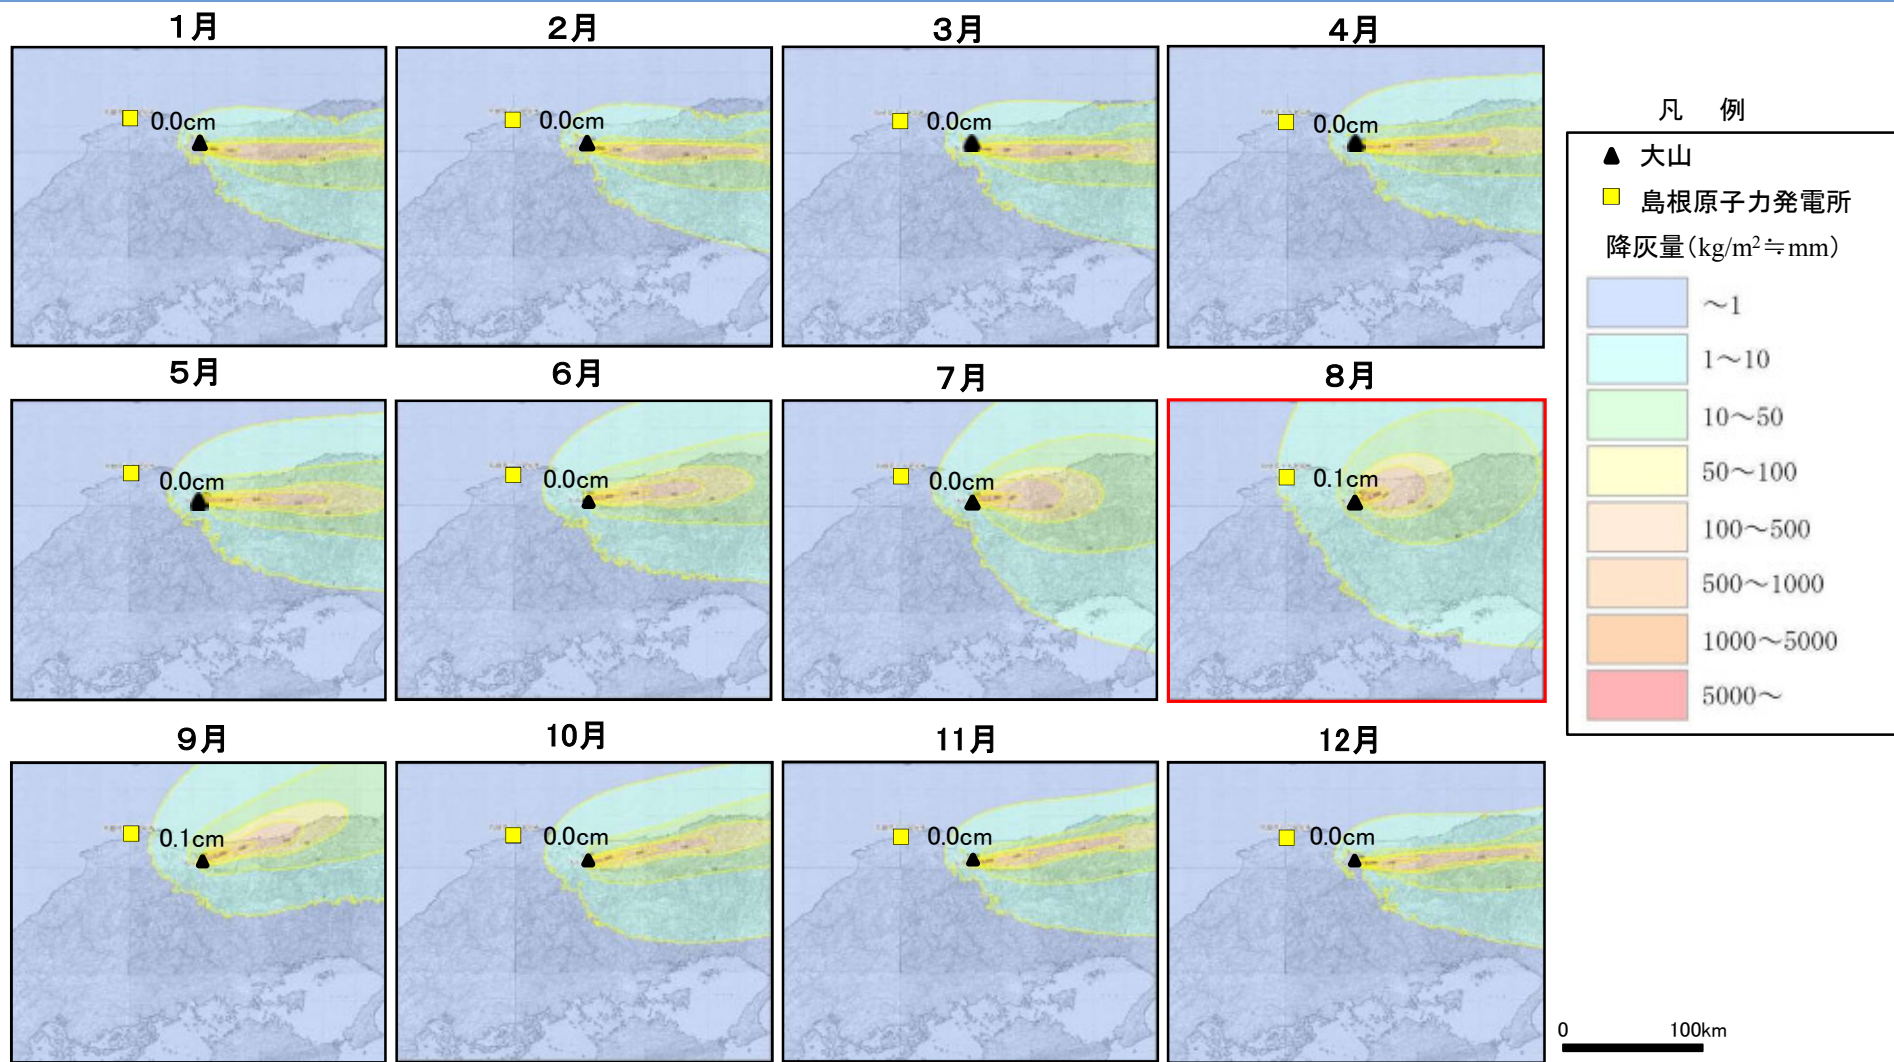 1月
2月
3月
4月
0.0cm
0.0cm
0.0cm
0.0cm
5月
6月
7月
8月
0.0cm
0.0cm
0.0cm
0.1cm
9月
10月
11月
12月
0.1cm
0.0cm
0.0cm
0.0cm
凡 例
大山
島根原子力発電所
降灰量(kg/m²≒mm)
～1
1～10
10～50
50～100
100～500
500～1000
1000～5000
5000～
0 100km